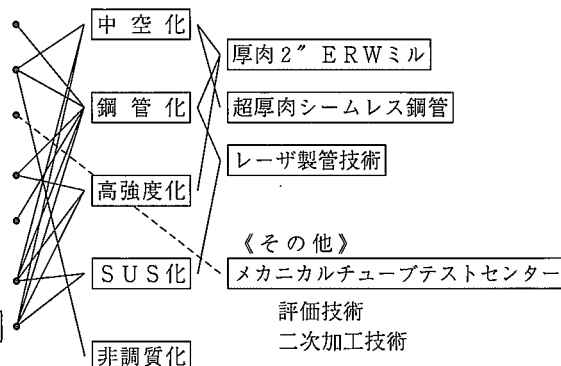 中空化
鋼管化
高強度化
SUS化
非調質化
厚肉2″ERWミル
超厚肉シームレス鋼管
レーザ製管技術
《その他》
メカニカルチューブテストセンター
評価技術
二次加工技術